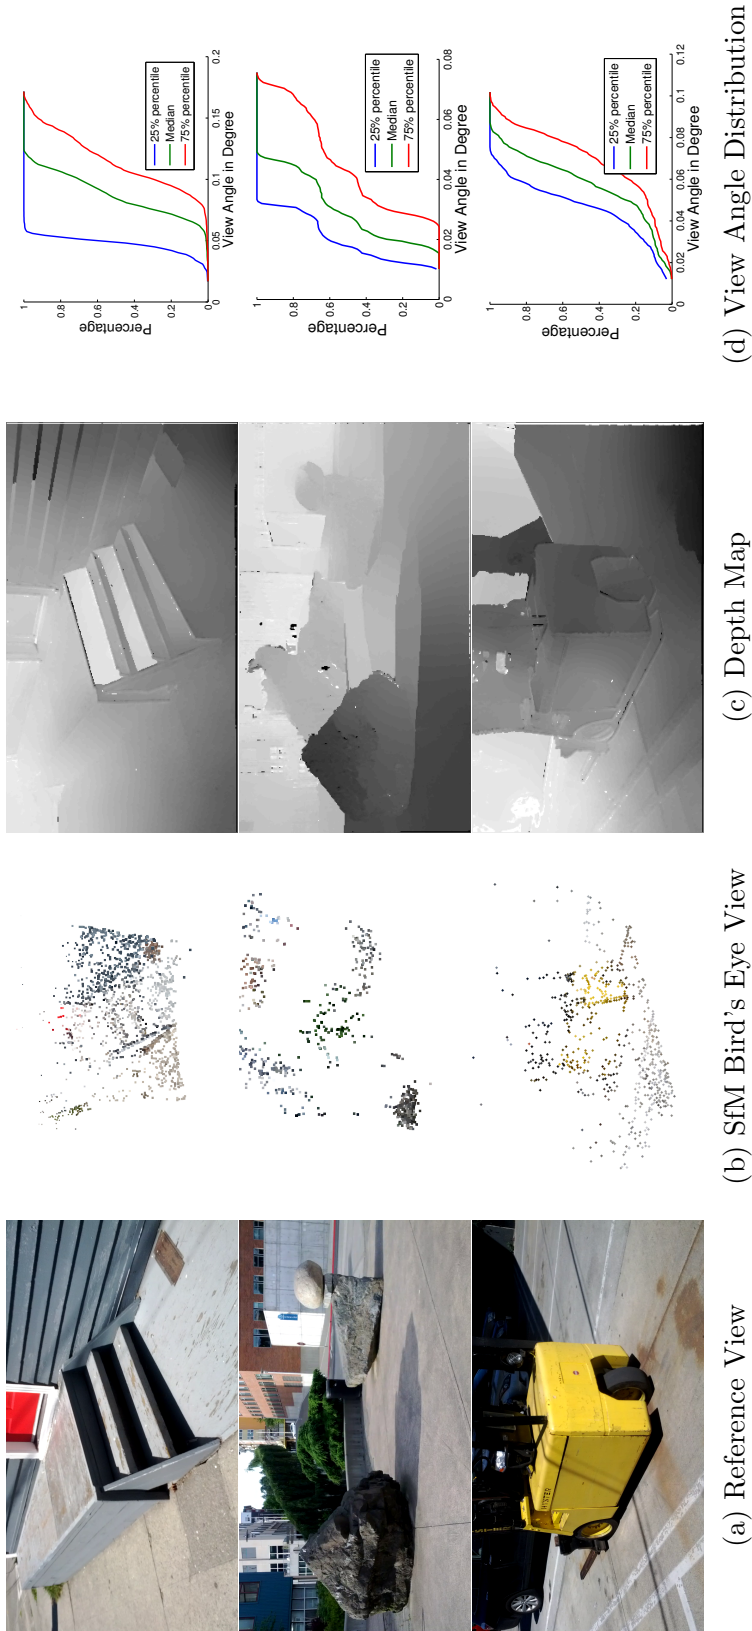 (a) Reference View
(b) SfM Bird's Eye View
(c) Depth Map
(d) View Angle Distribution
HYSTER
Percentage
1
0.8
0.6
0.4
0.2
0
0
0.05
0.1
0.15
0.2
View Angle in Degree
25% percentile
Median
75% percentile
Percentage
1
0.8
0.6
0.4
0.2
0
0
0.02
0.04
0.06
0.08
View Angle in Degree
25% percentile
Median
75% percentile
Percentage
1
0.8
0.6
0.4
0.2
0
0
0.02
0.04
0.06
0.08
0.1
0.12
View Angle in Degree
25% percentile
Median
75% percentile